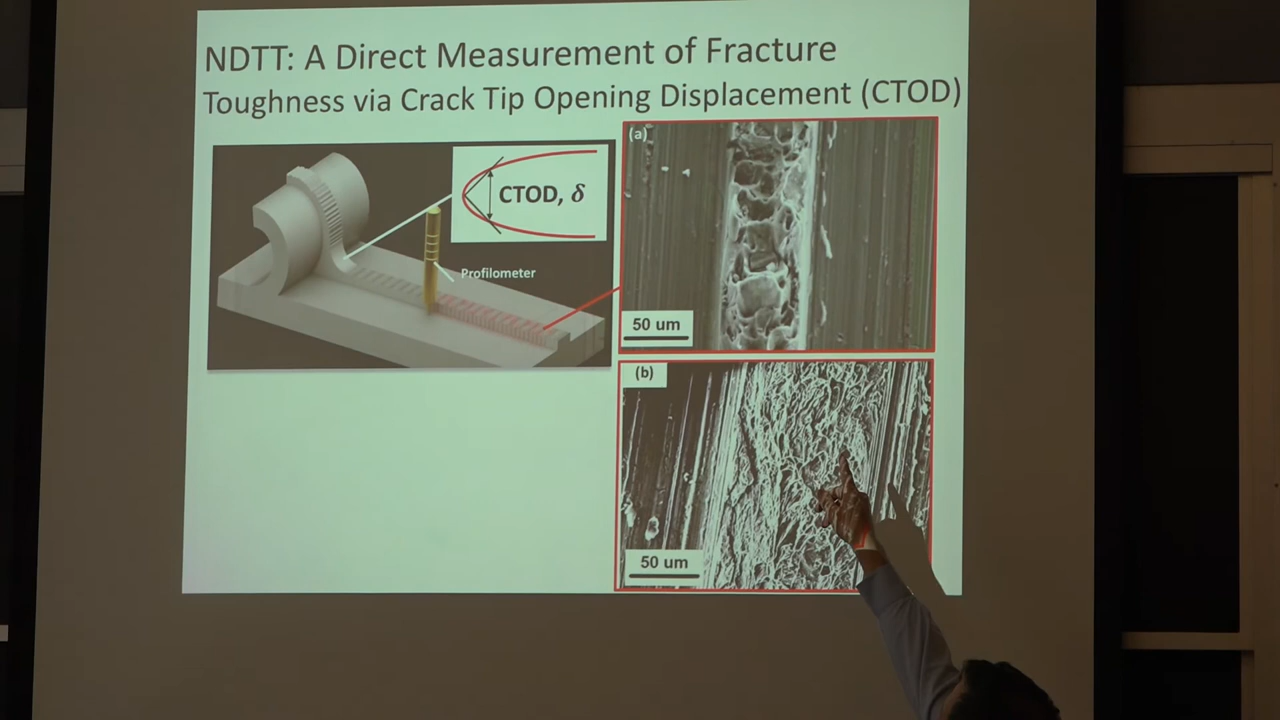 NDTT: A Direct Measurement of Fracture
Toughness via Crack Tip Opening Displacement (CTOD)
CTOD, δ
Profilometer
(a)
50 um
(b)
50 um